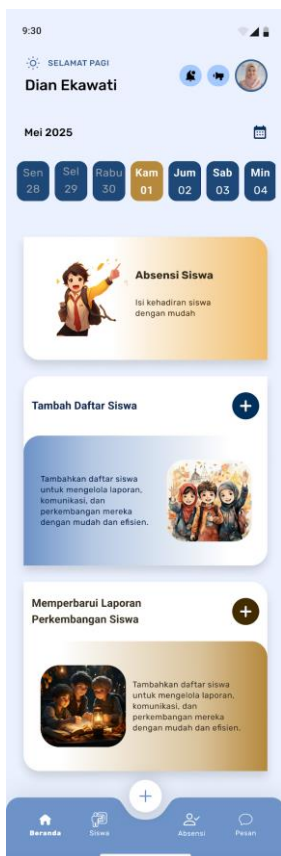 9:30
SELAMAT PAGI
Dian Ekawati
Mei 2025
Sen Sel Rabu Kam Jum Sab Min
28 29 30 01 02 03 04
Absensi Siswa
Isi kehadiran siswa
dengan mudah
Tambah Daftar Siswa
Tambahkan daftar siswa
untuk mengelola laporan,
komunikasi, dan
perkembangan mereka
dengan mudah dan efisien.
Memperbarui Laporan
Perkembangan Siswa
Tambahkan daftar siswa
untuk mengelola laporan,
komunikasi, dan
perkembangan mereka
dengan mudah dan efisien.
Beranda Siswa Absensi Pesan